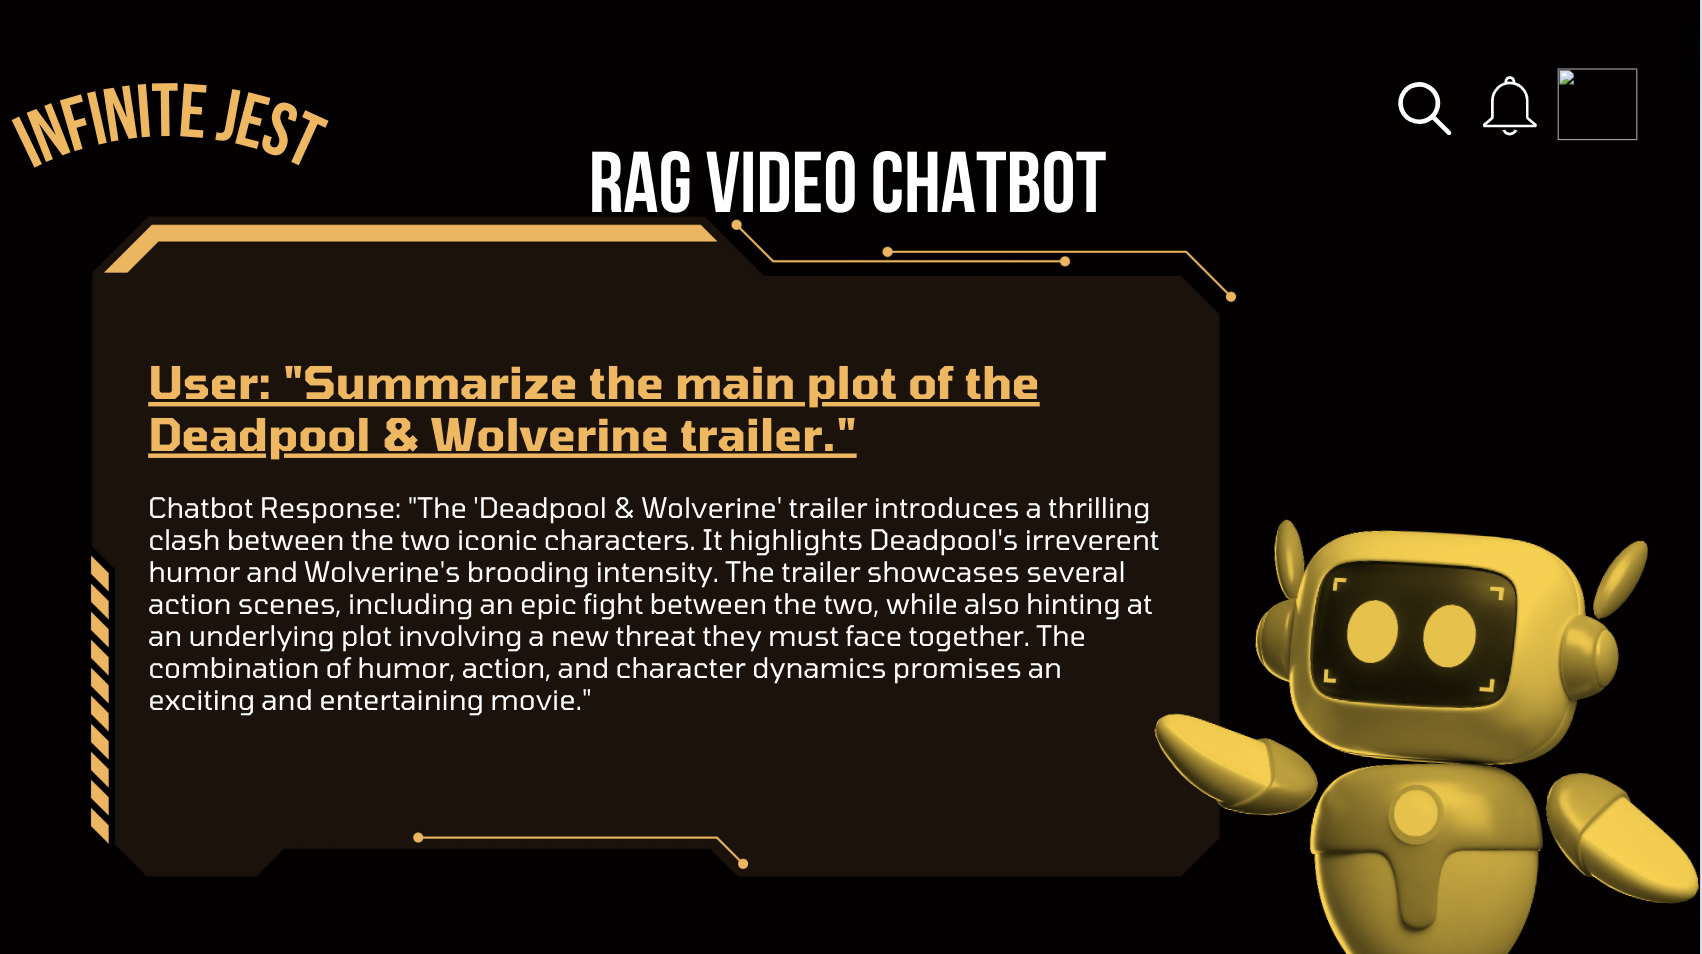 INFINITE JEST
RAG VIDEO CHATBOT
User: "Summarize the main plot of the
Deadpool & Wolverine trailer."
Chatbot Response: "The 'Deadpool & Wolverine' trailer introduces a thrilling
clash between the two iconic characters. It highlights Deadpool's irreverent
humor and Wolverine's brooding intensity. The trailer showcases several
action scenes, including an epic fight between the two, while also hinting at
an underlying plot involving a new threat they must face together. The
combination of humor, action, and character dynamics promises an
exciting and entertaining movie."